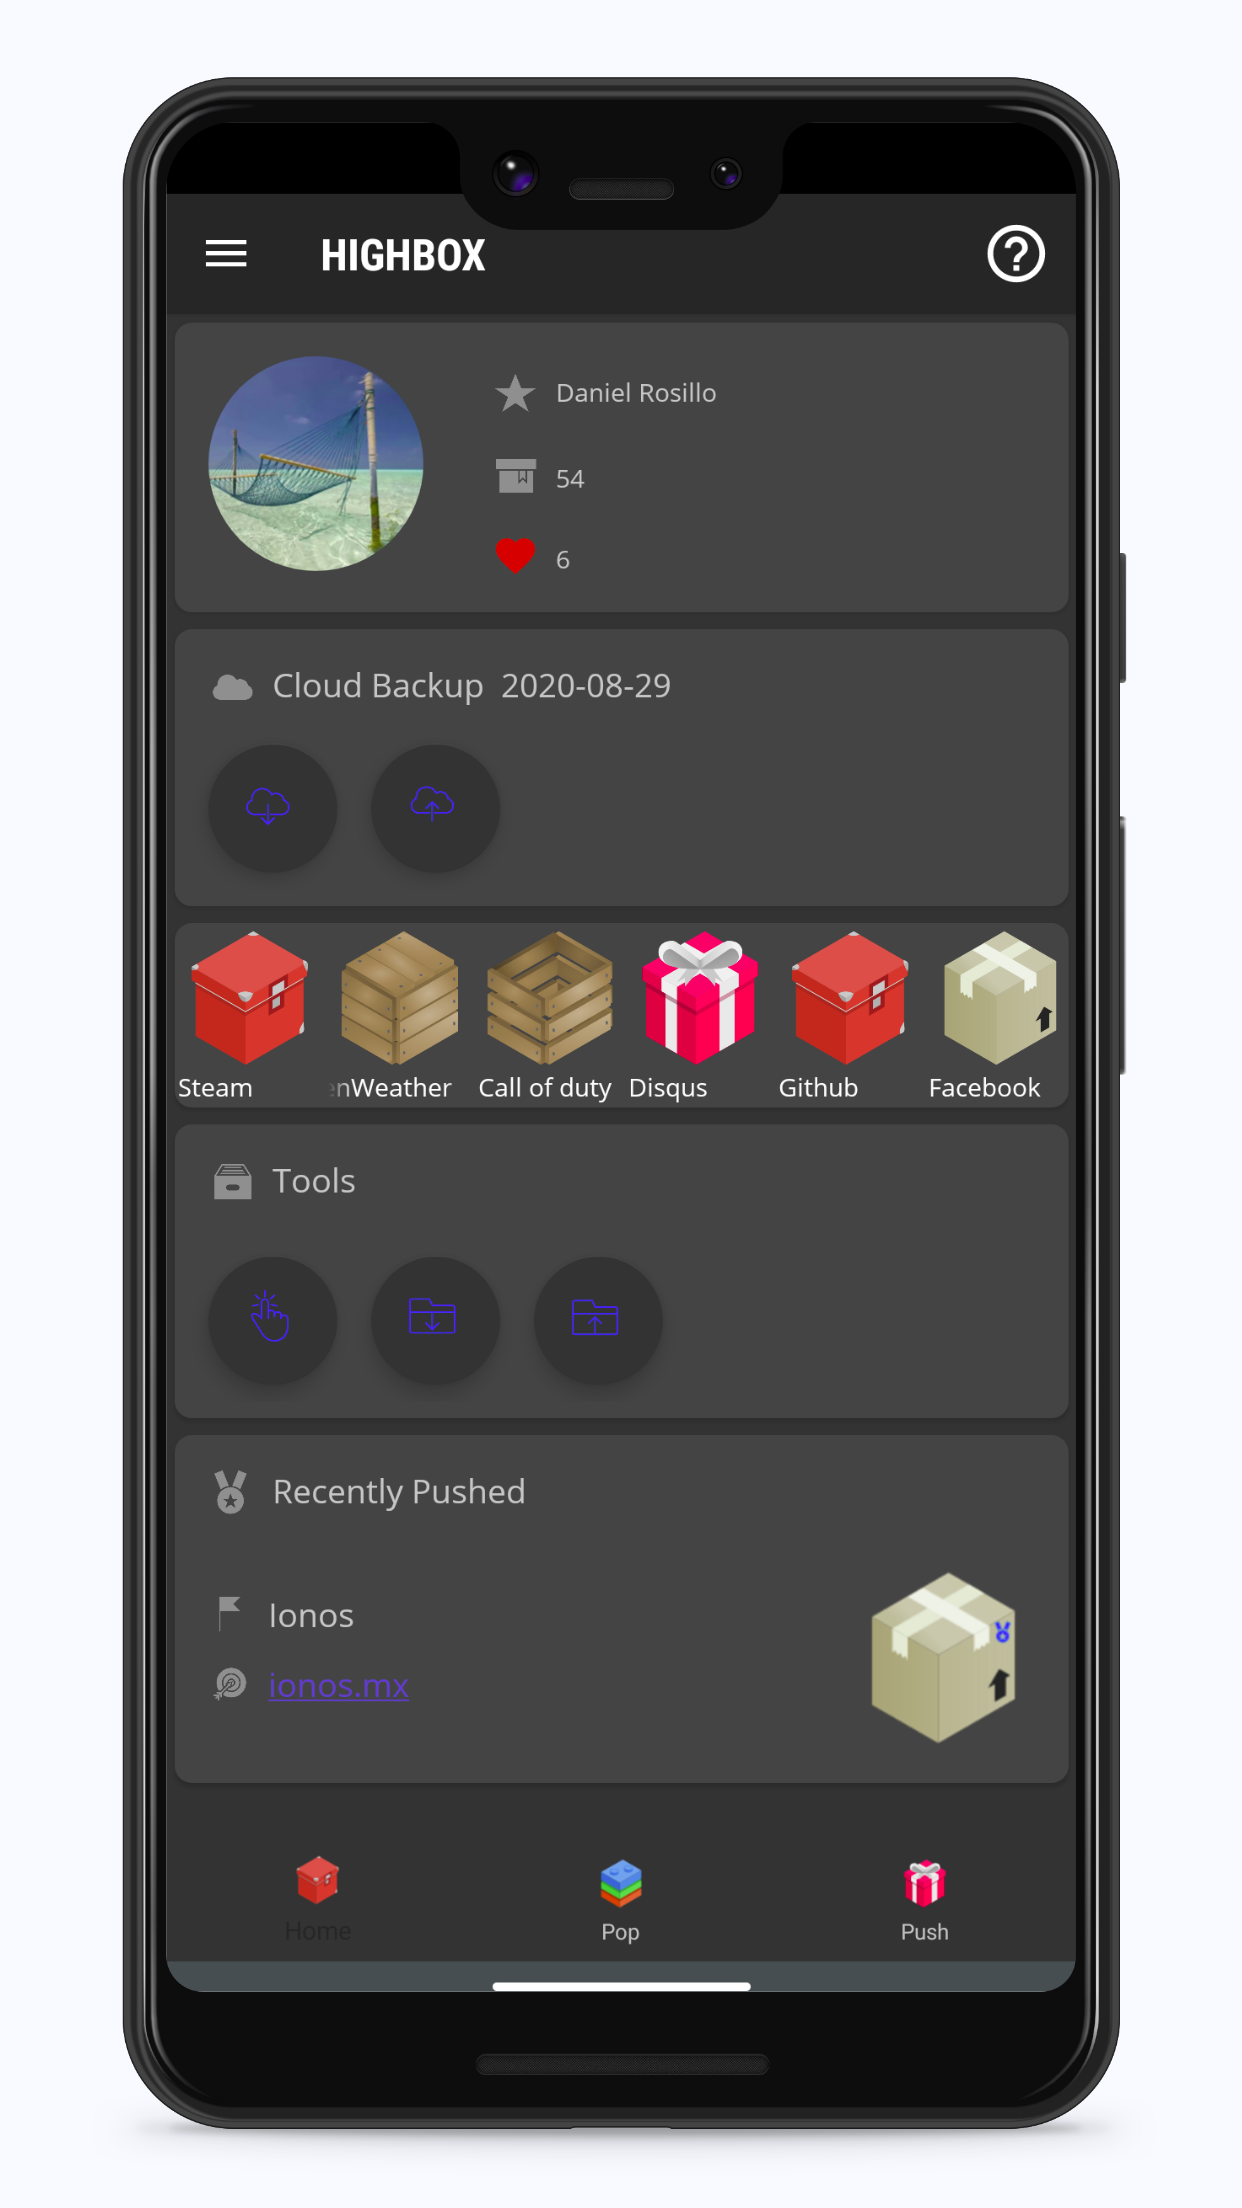 HIGHBOX
Daniel Rosillo
54
6
Cloud Backup 2020-08-29
Steam
enWeather
Call of duty
Disqus
Github
Facebook
Tools
Recently Pushed
Ionos
ionos.mx
Home
Pop
Push